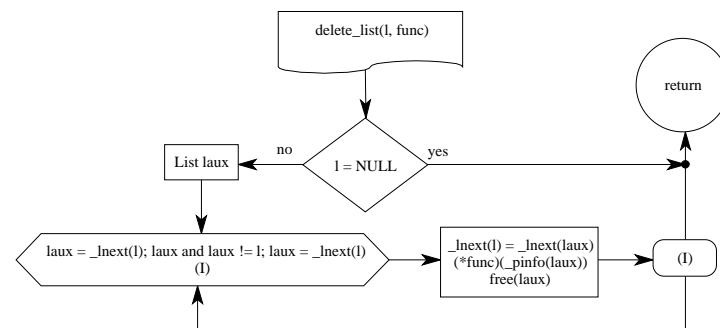 delete_list(l, func)
return
no
yes
l = NULL
List laux
laux = _lnext(l); laux and laux != l; laux = _lnext(l)
(I)
_lnext(l) = _lnext(laux)
(*func)(_pinfo(laux))
free(laux)
(I)